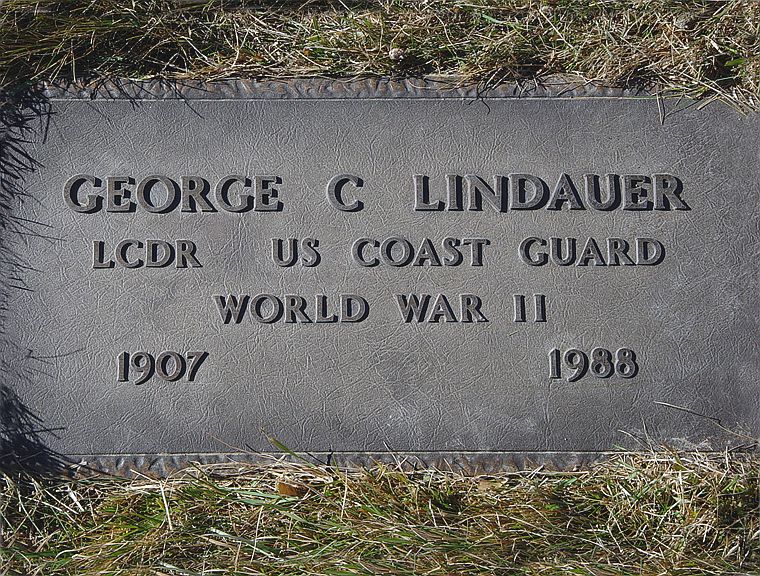 GEORGE C LINDAUER
LCDR US COAST GUARD
WORLD WAR II
1907 1988